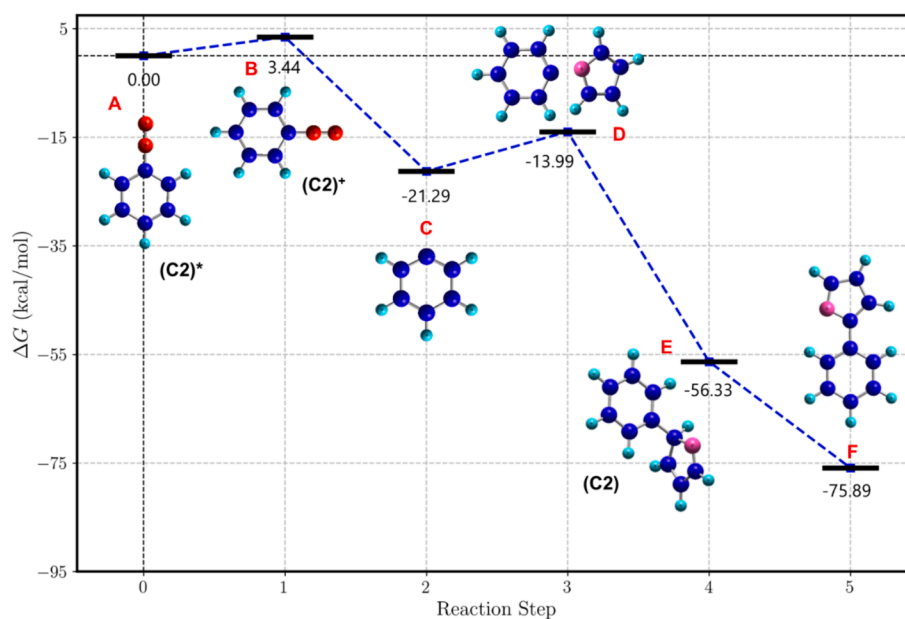 5
−15
−35
−55
−75
−95
ΔG (kcal/mol)
0.00
3.44
-21.29
-13.99
-56.33
-75.89
A
B
C
D
E
F
(C2)*
(C2)⁺
(C2)
0 1 2 3 4 5
Reaction Step